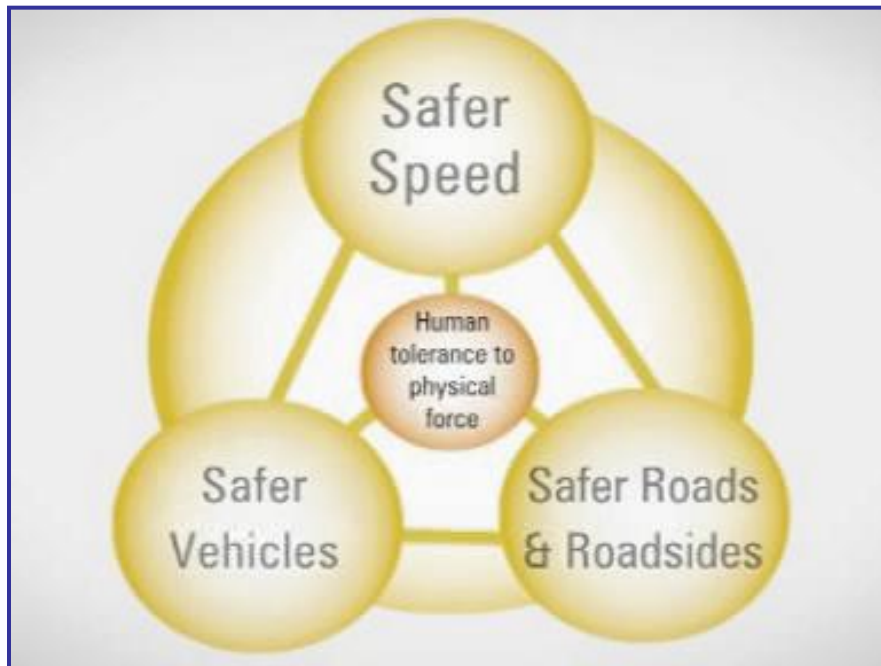 Safer
Speed
Human
tolerance to
physical
force
Safer
Vehicles
Safer Roads
& Roadsides